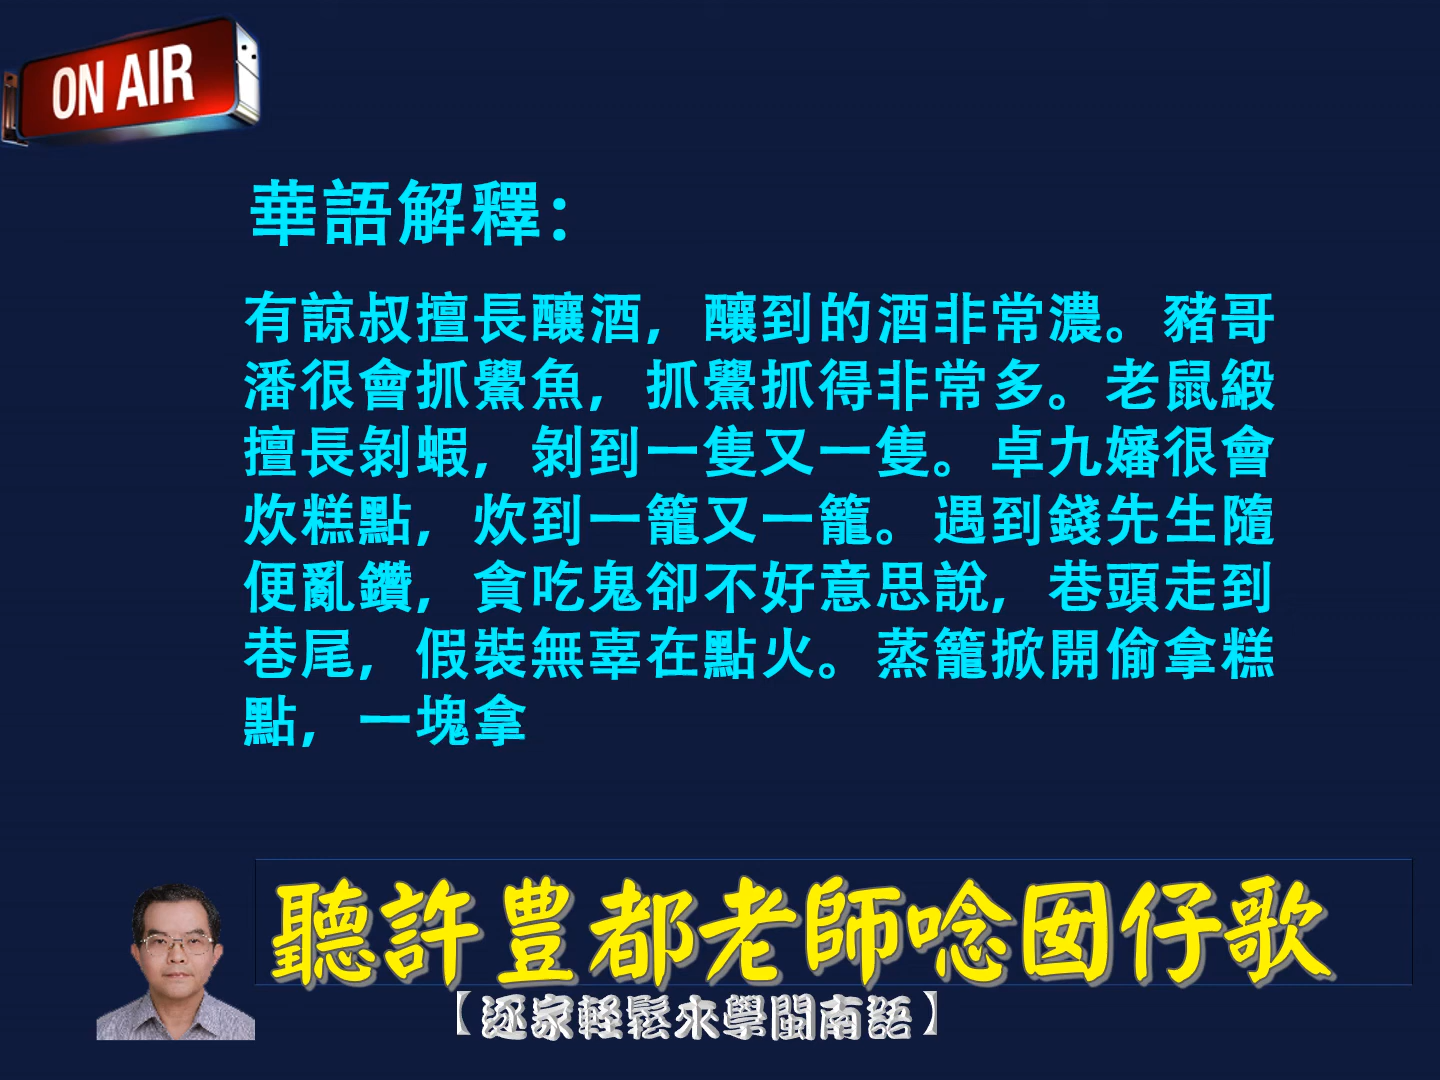 ON AIR
華語解釋：
有諒叔擅長釀酒，釀到的酒非常濃。豬哥
潘很會抓鱟魚，抓鱟抓得非常多。老鼠緞
擅長剝蝦，剝到一隻又一隻。卓九嬸很會
炊糕點，炊到一籠又一籠。遇到錢先生隨
便亂鑽，貪吃鬼卻不好意思說，巷頭走到
巷尾，假裝無辜在點火。蒸籠掀開偷拿糕
點，一塊拿
聽許豊都老師唸囡仔歌
【逐家輕鬆來學閩南語】